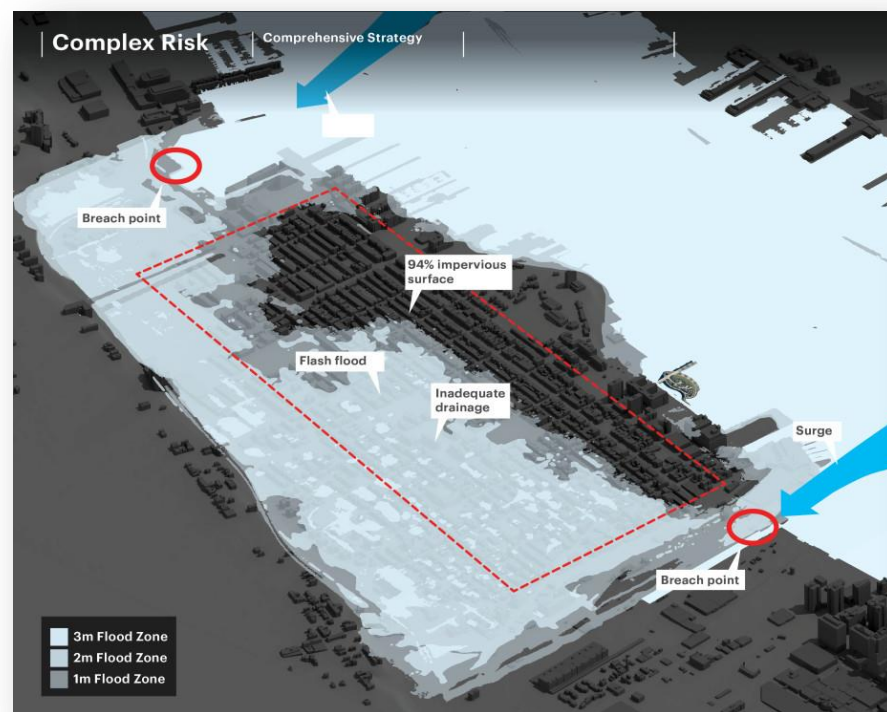 Complex Risk
Comprehensive Strategy
Breach point
94% impervious
surface
Flash flood
Inadequate
drainage
Surge
Breach point
3m Flood Zone
2m Flood Zone
1m Flood Zone